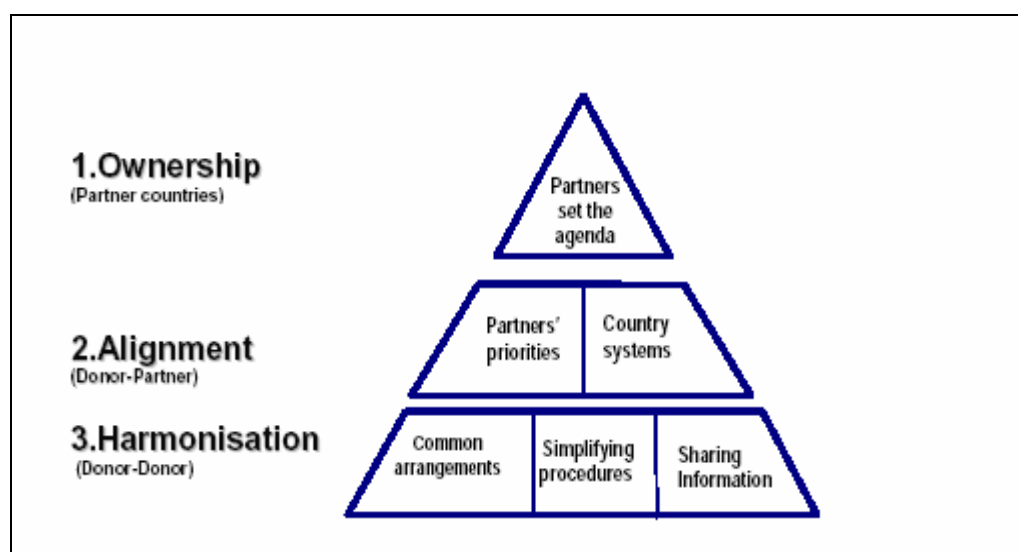 1.Ownership
(Partner countries)
Partners
set the
agenda
2.Alignment
(Donor-Partner)
Partners'
priorities
Country
systems
3.Harmonisation
(Donor-Donor)
Common
arrangements
Simplifying
procedures
Sharing
Information